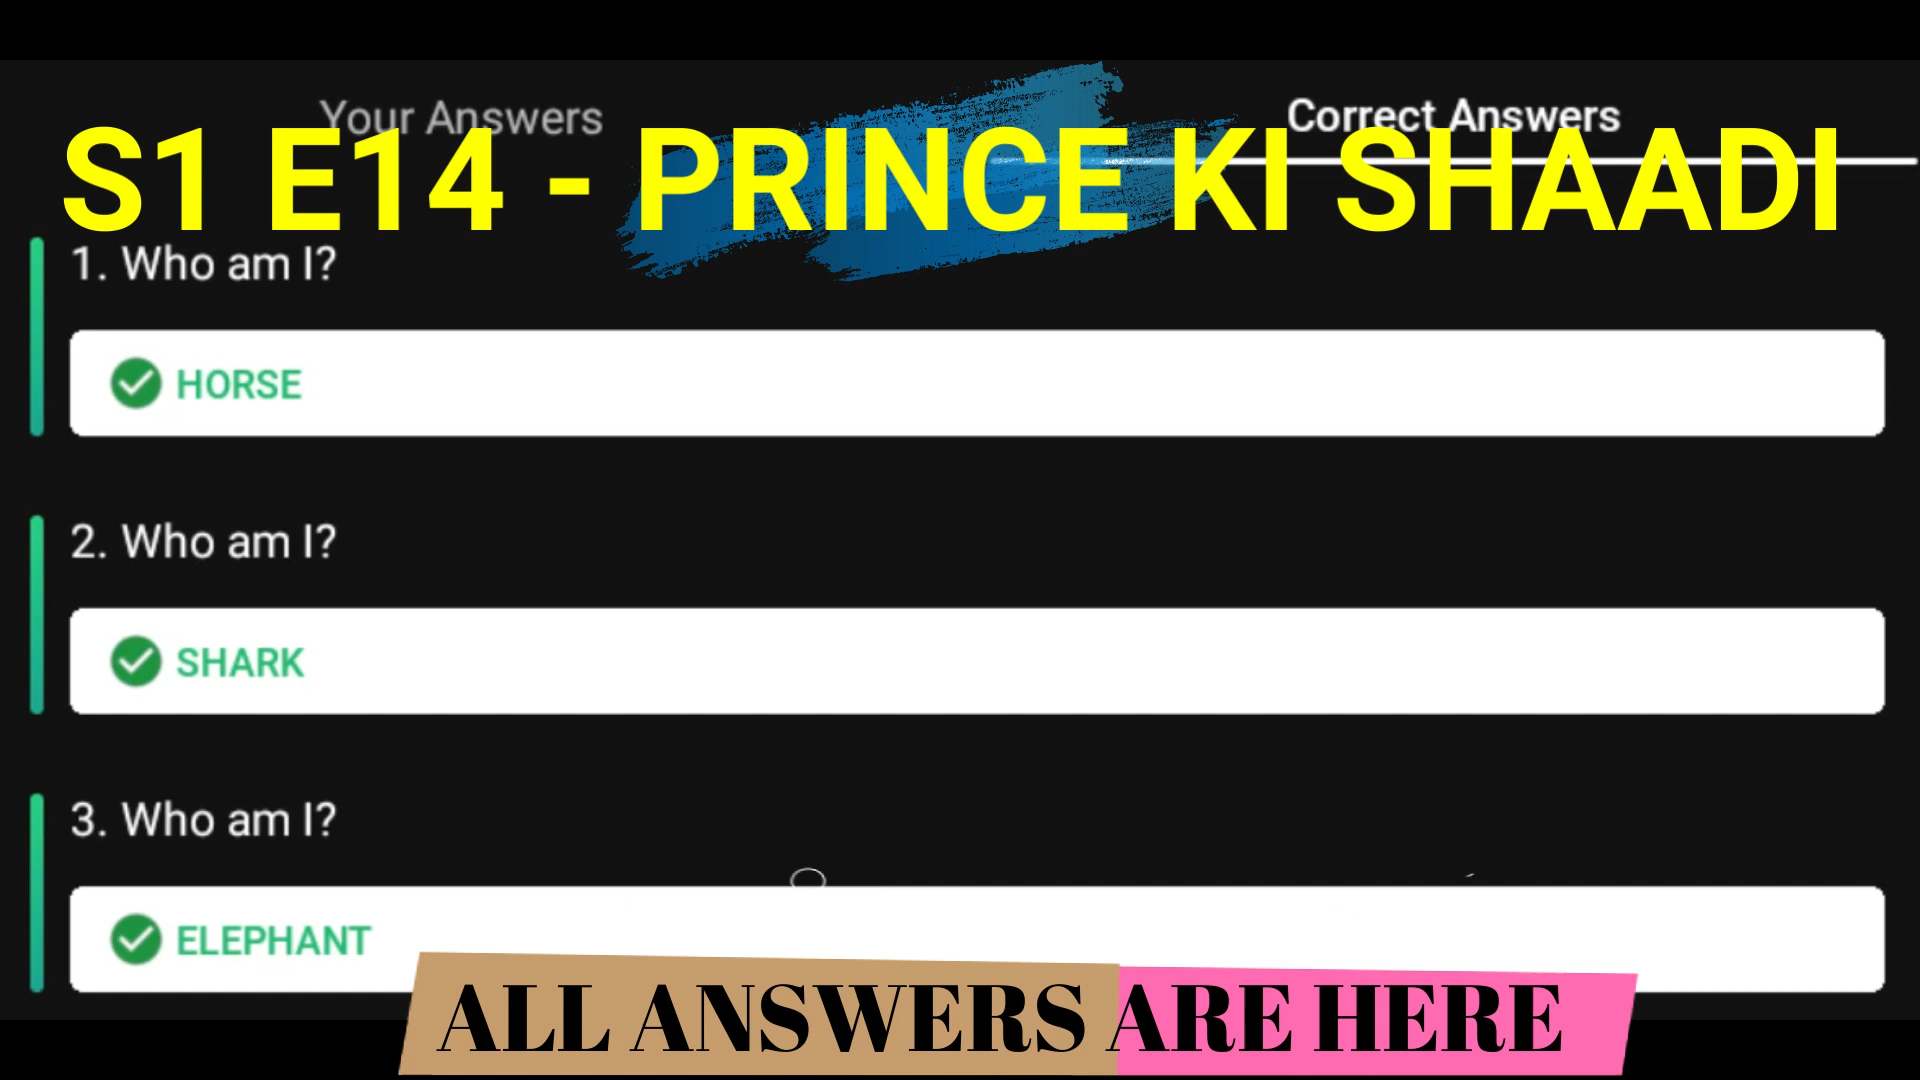 Your Answers
Correct Answers
S1 E14 - PRINCE KI SHAADI
1. Who am I?
HORSE
2. Who am I?
SHARK
3. Who am I?
ELEPHANT
ALL ANSWERS ARE HERE